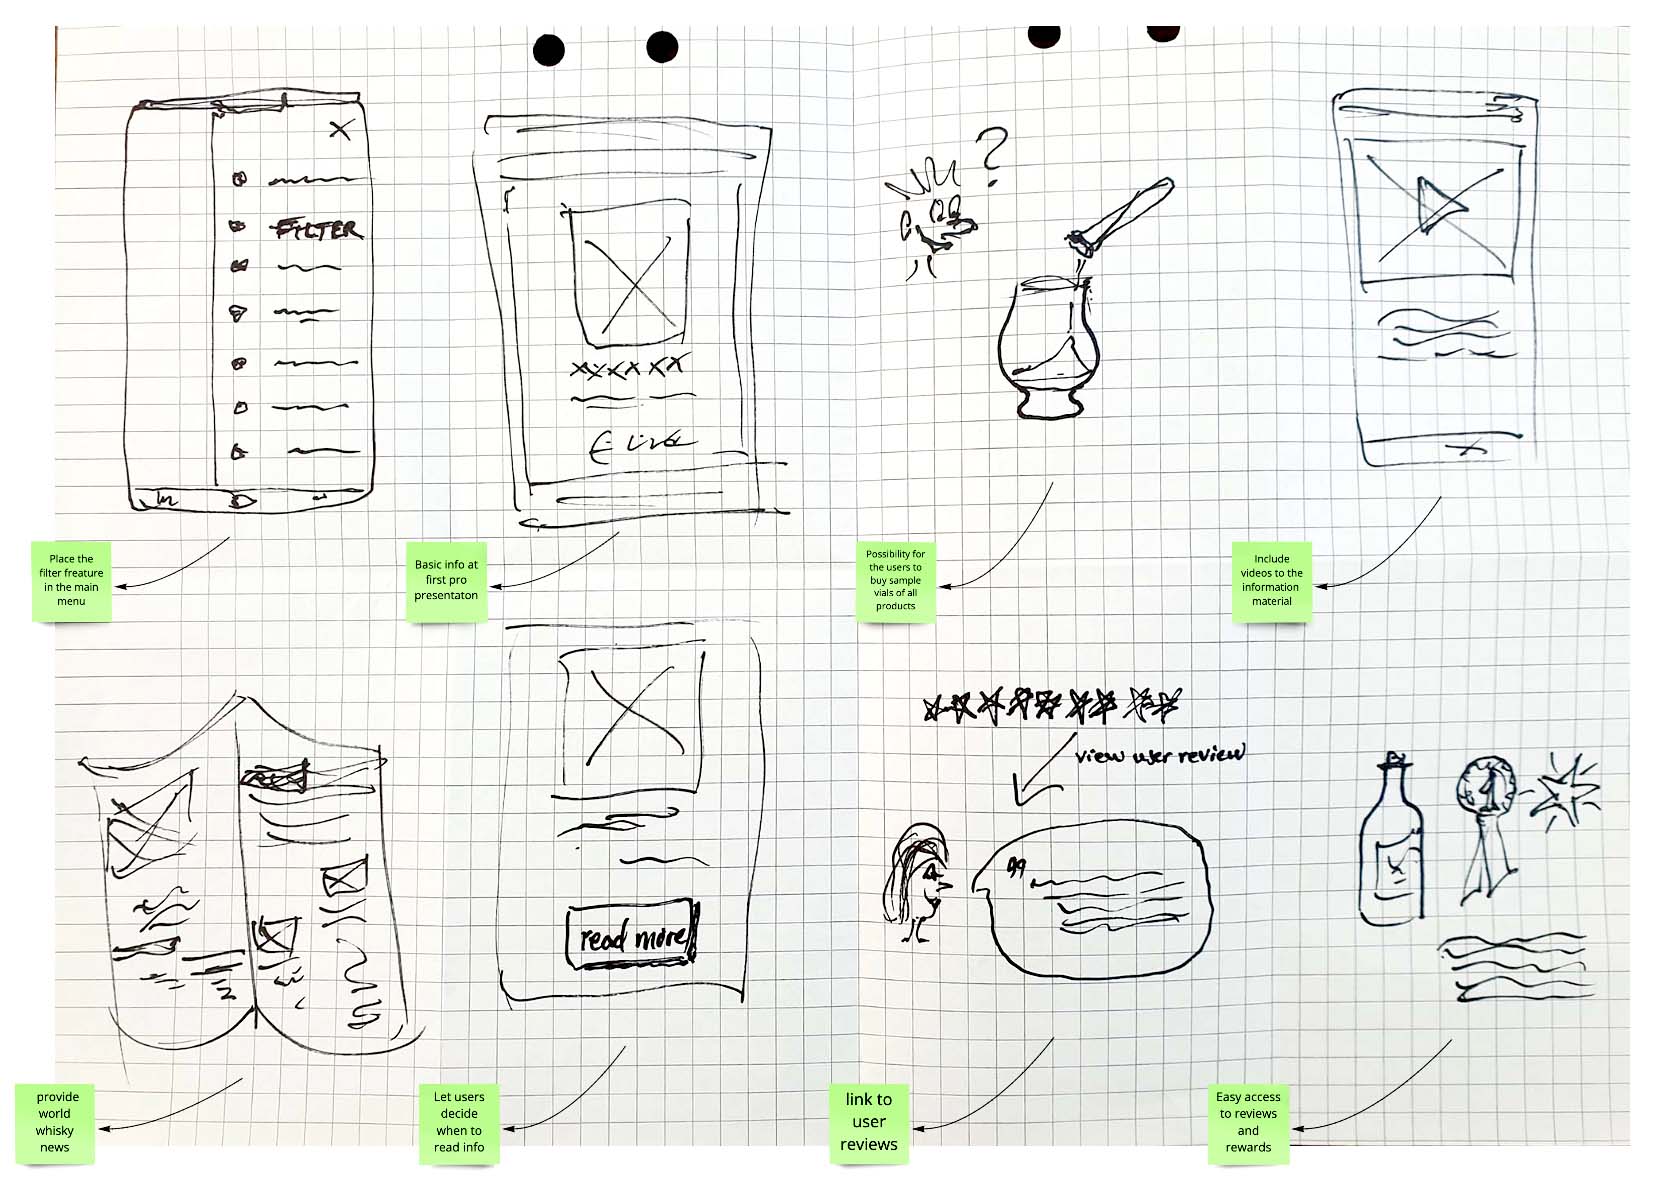 X
FILTER
?
Place the
filter freature
in the main
menu
Basic info at
first pro
presentaton
Possibility for
the users to
buy sample
vials of all
products
Include
videos to the
information
material
view user review
read more
1
provide
world
whisky
news
Let users
decide
when to
read info
link to
user
reviews
Easy access
to reviews
and
rewards